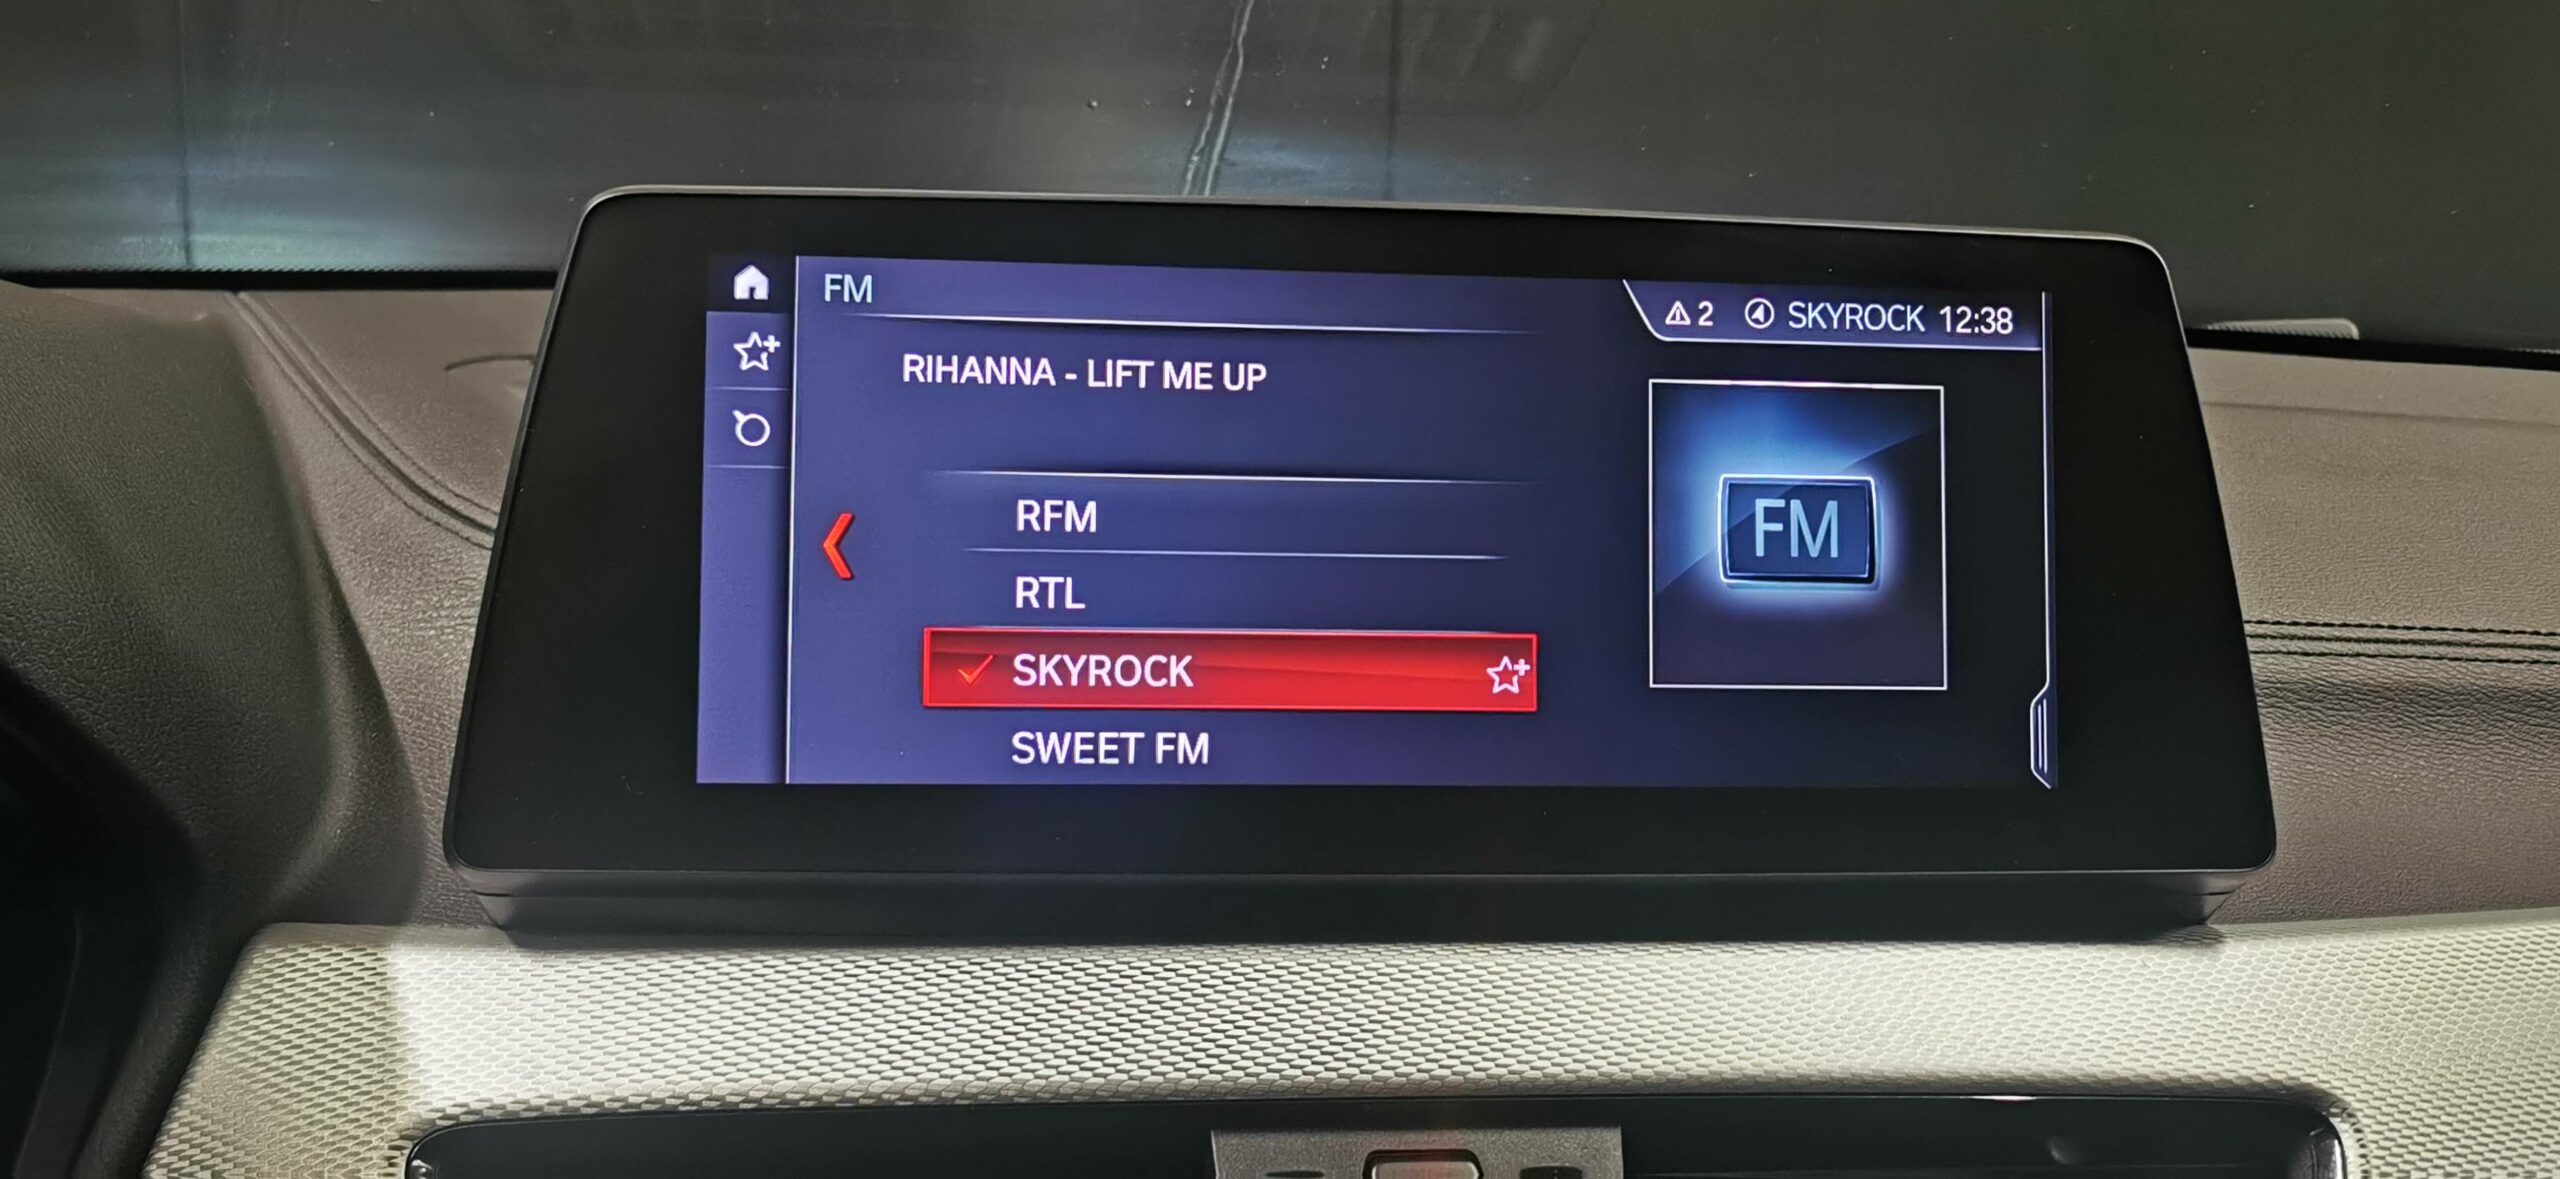 FM
2 SKYROCK 12:38
RIHANNA - LIFT ME UP
RFM
RTL
SKYROCK
SWEET FM
FM